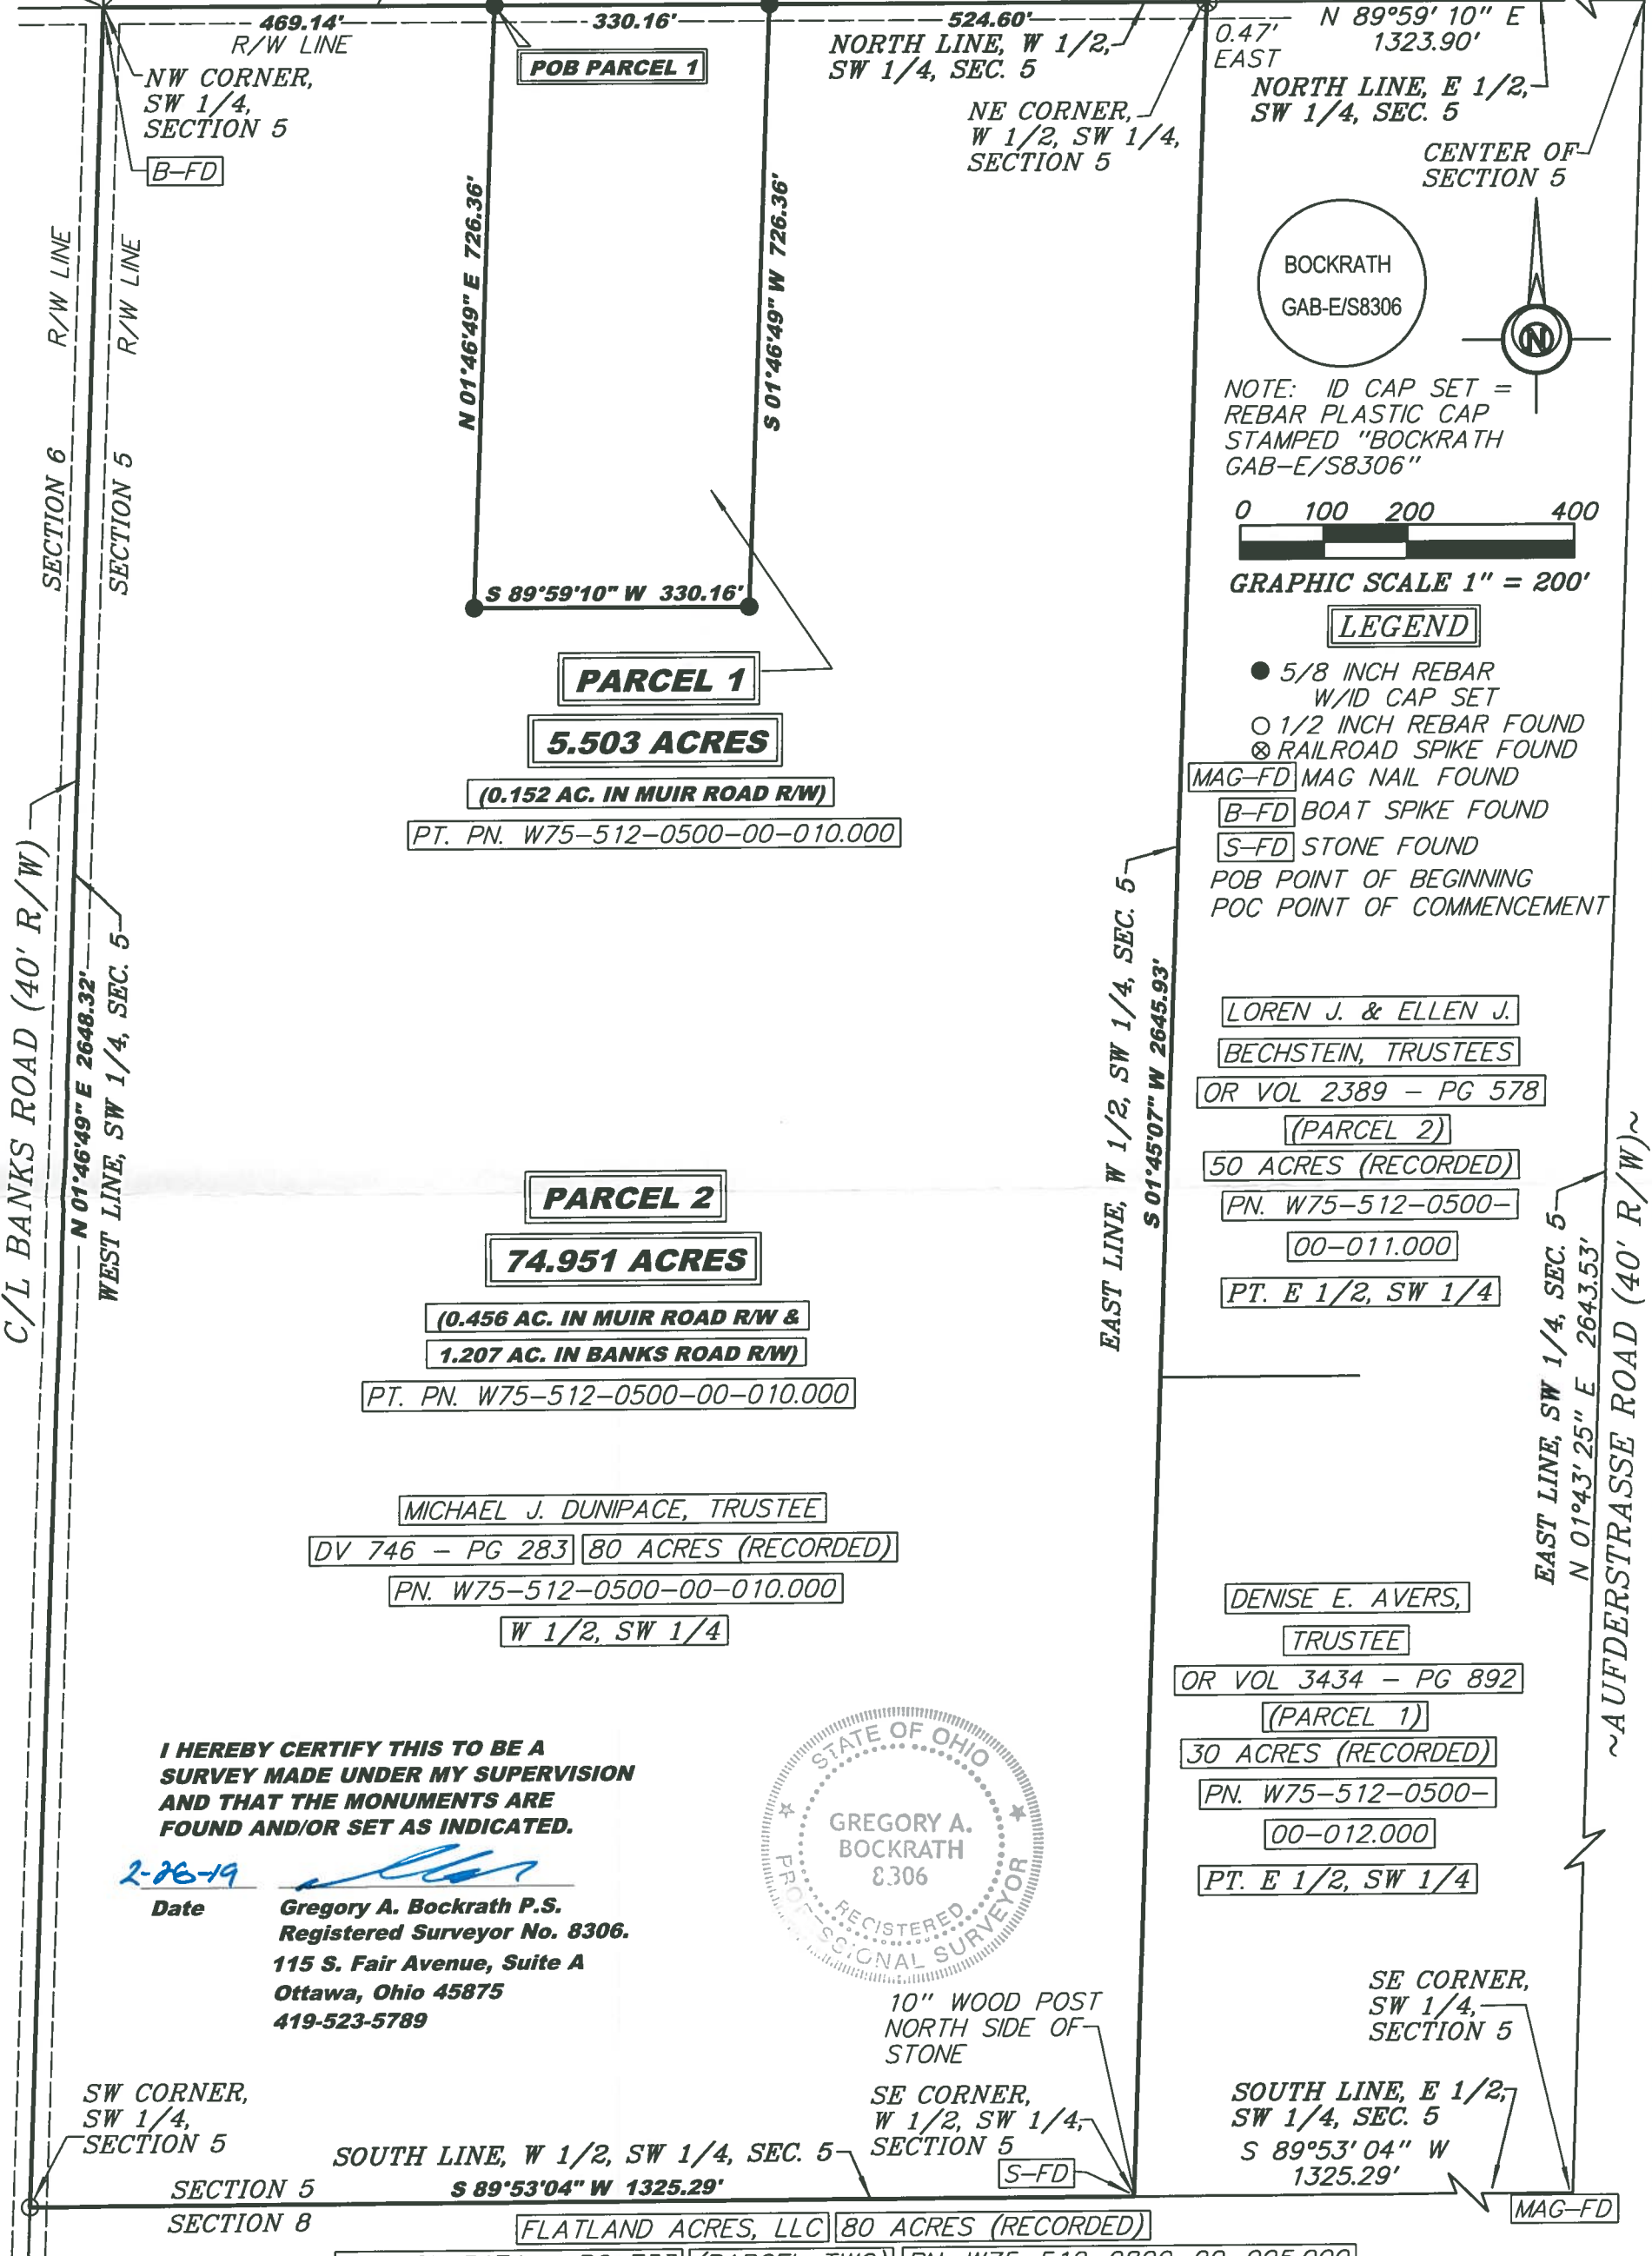 469.14'
330.16'
524.60'
R/W LINE
NW CORNER,
SW 1/4,
SECTION 5
B-FD
POB PARCEL 1
NORTH LINE, W 1/2,
SW 1/4, SEC. 5
NE CORNER,
W 1/2, SW 1/4,
SECTION 5
0.47'
EAST
N 89°59' 10" E
1323.90'
NORTH LINE, E 1/2,
SW 1/4, SEC. 5
CENTER OF
SECTION 5
R/W LINE
R/W LINE
SECTION 6
SECTION 5
N 01°46'49" E 726.36'
S 01°46'49" W 726.36'
S 89°59'10" W 330.16'
BOCKRATH
GAB-E/S8306
N
NOTE: ID CAP SET =
REBAR PLASTIC CAP
STAMPED "BOCKRATH
GAB-E/S8306"
0 100 200 400
GRAPHIC SCALE 1" = 200'
LEGEND
5/8 INCH REBAR
W/ID CAP SET
1/2 INCH REBAR FOUND
RAILROAD SPIKE FOUND
MAG-FD MAG NAIL FOUND
B-FD BOAT SPIKE FOUND
S-FD STONE FOUND
POB POINT OF BEGINNING
POC POINT OF COMMENCEMENT
PARCEL 1
5.503 ACRES
(0.152 AC. IN MUIR ROAD R/W)
PT. PN. W75-512-0500-00-010.000
C/L BANKS ROAD (40' R/W)
N 01°46'49" E 2648.32'
WEST LINE, SW 1/4, SEC. 5
EAST LINE, W 1/2, SW 1/4, SEC. 5
S 01°45'07" W 2645.93'
LOREN J. & ELLEN J.
BECHSTEIN, TRUSTEES
OR VOL 2389 - PG 578
(PARCEL 2)
50 ACRES (RECORDED)
PN. W75-512-0500-
00-011.000
PT. E 1/2, SW 1/4
EAST LINE, SW 1/4, SEC. 5
N 01°43'25" E 2643.53'
~AUFDERSTRASSE ROAD (40' R/W)~
PARCEL 2
74.951 ACRES
(0.456 AC. IN MUIR ROAD R/W &
1.207 AC. IN BANKS ROAD R/W)
PT. PN. W75-512-0500-00-010.000
MICHAEL J. DUNIPACE, TRUSTEE
DV 746 - PG 283 80 ACRES (RECORDED)
PN. W75-512-0500-00-010.000
W 1/2, SW 1/4
DENISE E. AVERS,
TRUSTEE
OR VOL 3434 - PG 892
(PARCEL 1)
30 ACRES (RECORDED)
PN. W75-512-0500-
00-012.000
PT. E 1/2, SW 1/4
I HEREBY CERTIFY THIS TO BE A
SURVEY MADE UNDER MY SUPERVISION
AND THAT THE MONUMENTS ARE
FOUND AND/OR SET AS INDICATED.
2-26-19
Date
Gregory A. Bockrath P.S.
Registered Surveyor No. 8306.
115 S. Fair Avenue, Suite A
Ottawa, Ohio 45875
419-523-5789
STATE OF OHIO
GREGORY A.
BOCKRATH
8306
REGISTERED
PROFESSIONAL SURVEYOR
10" WOOD POST
NORTH SIDE OF
STONE
SE CORNER,
W 1/2, SW 1/4,
SECTION 5
S-FD
SE CORNER,
SW 1/4,
SECTION 5
SOUTH LINE, E 1/2,
SW 1/4, SEC. 5
S 89°53'04" W
1325.29'
MAG-FD
SW CORNER,
SW 1/4,
SECTION 5
SOUTH LINE, W 1/2, SW 1/4, SEC. 5
S 89°53'04" W 1325.29'
SECTION 5
SECTION 8
FLATLAND ACRES, LLC 80 ACRES (RECORDED)